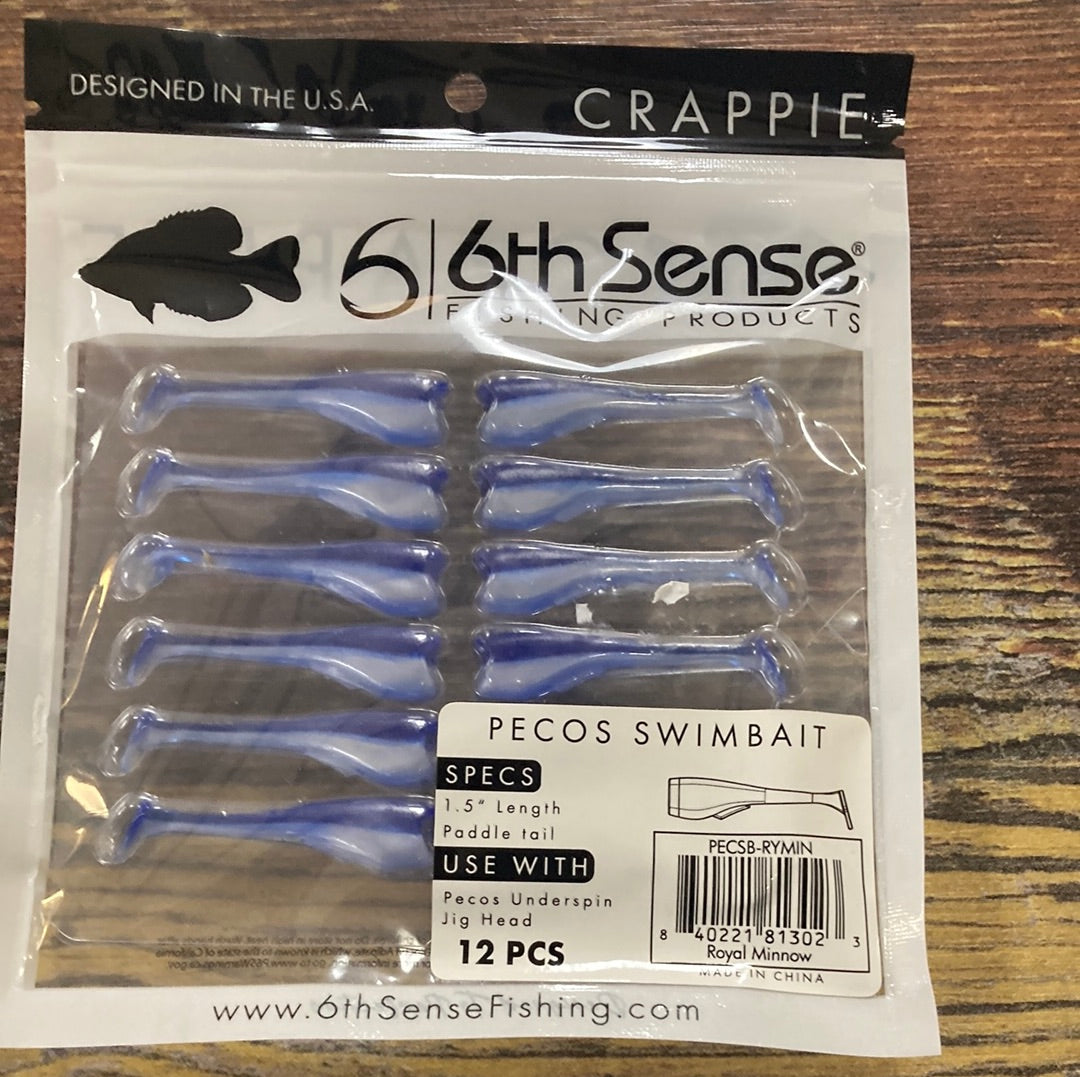 DESIGNED IN THE U.S.A.
CRAPPIE
6
6th Sense®
FISHING PRODUCTS
PECOS SWIMBAIT
SPECS
1.5" Length
Paddle tail
USE WITH
Pecos Underspin
Jig Head
12 PCS
PECSB-RYMIN
8 40221 81302 3
Royal Minnow
MADE IN CHINA
www.6thSenseFishing.com